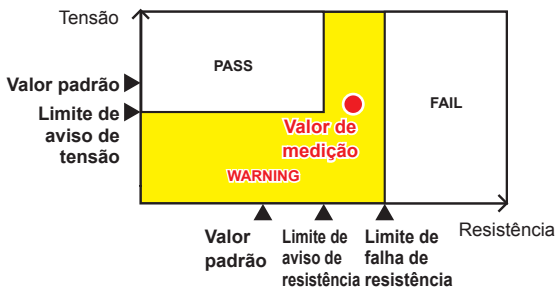 Tensão
PASS
Valor padrão
Limite de
aviso de
tensão
FAIL
Valor de
medição
WARNING
Resistência
Valor
padrão
Limite de
aviso de
resistência
Limite de
falha de
resistência